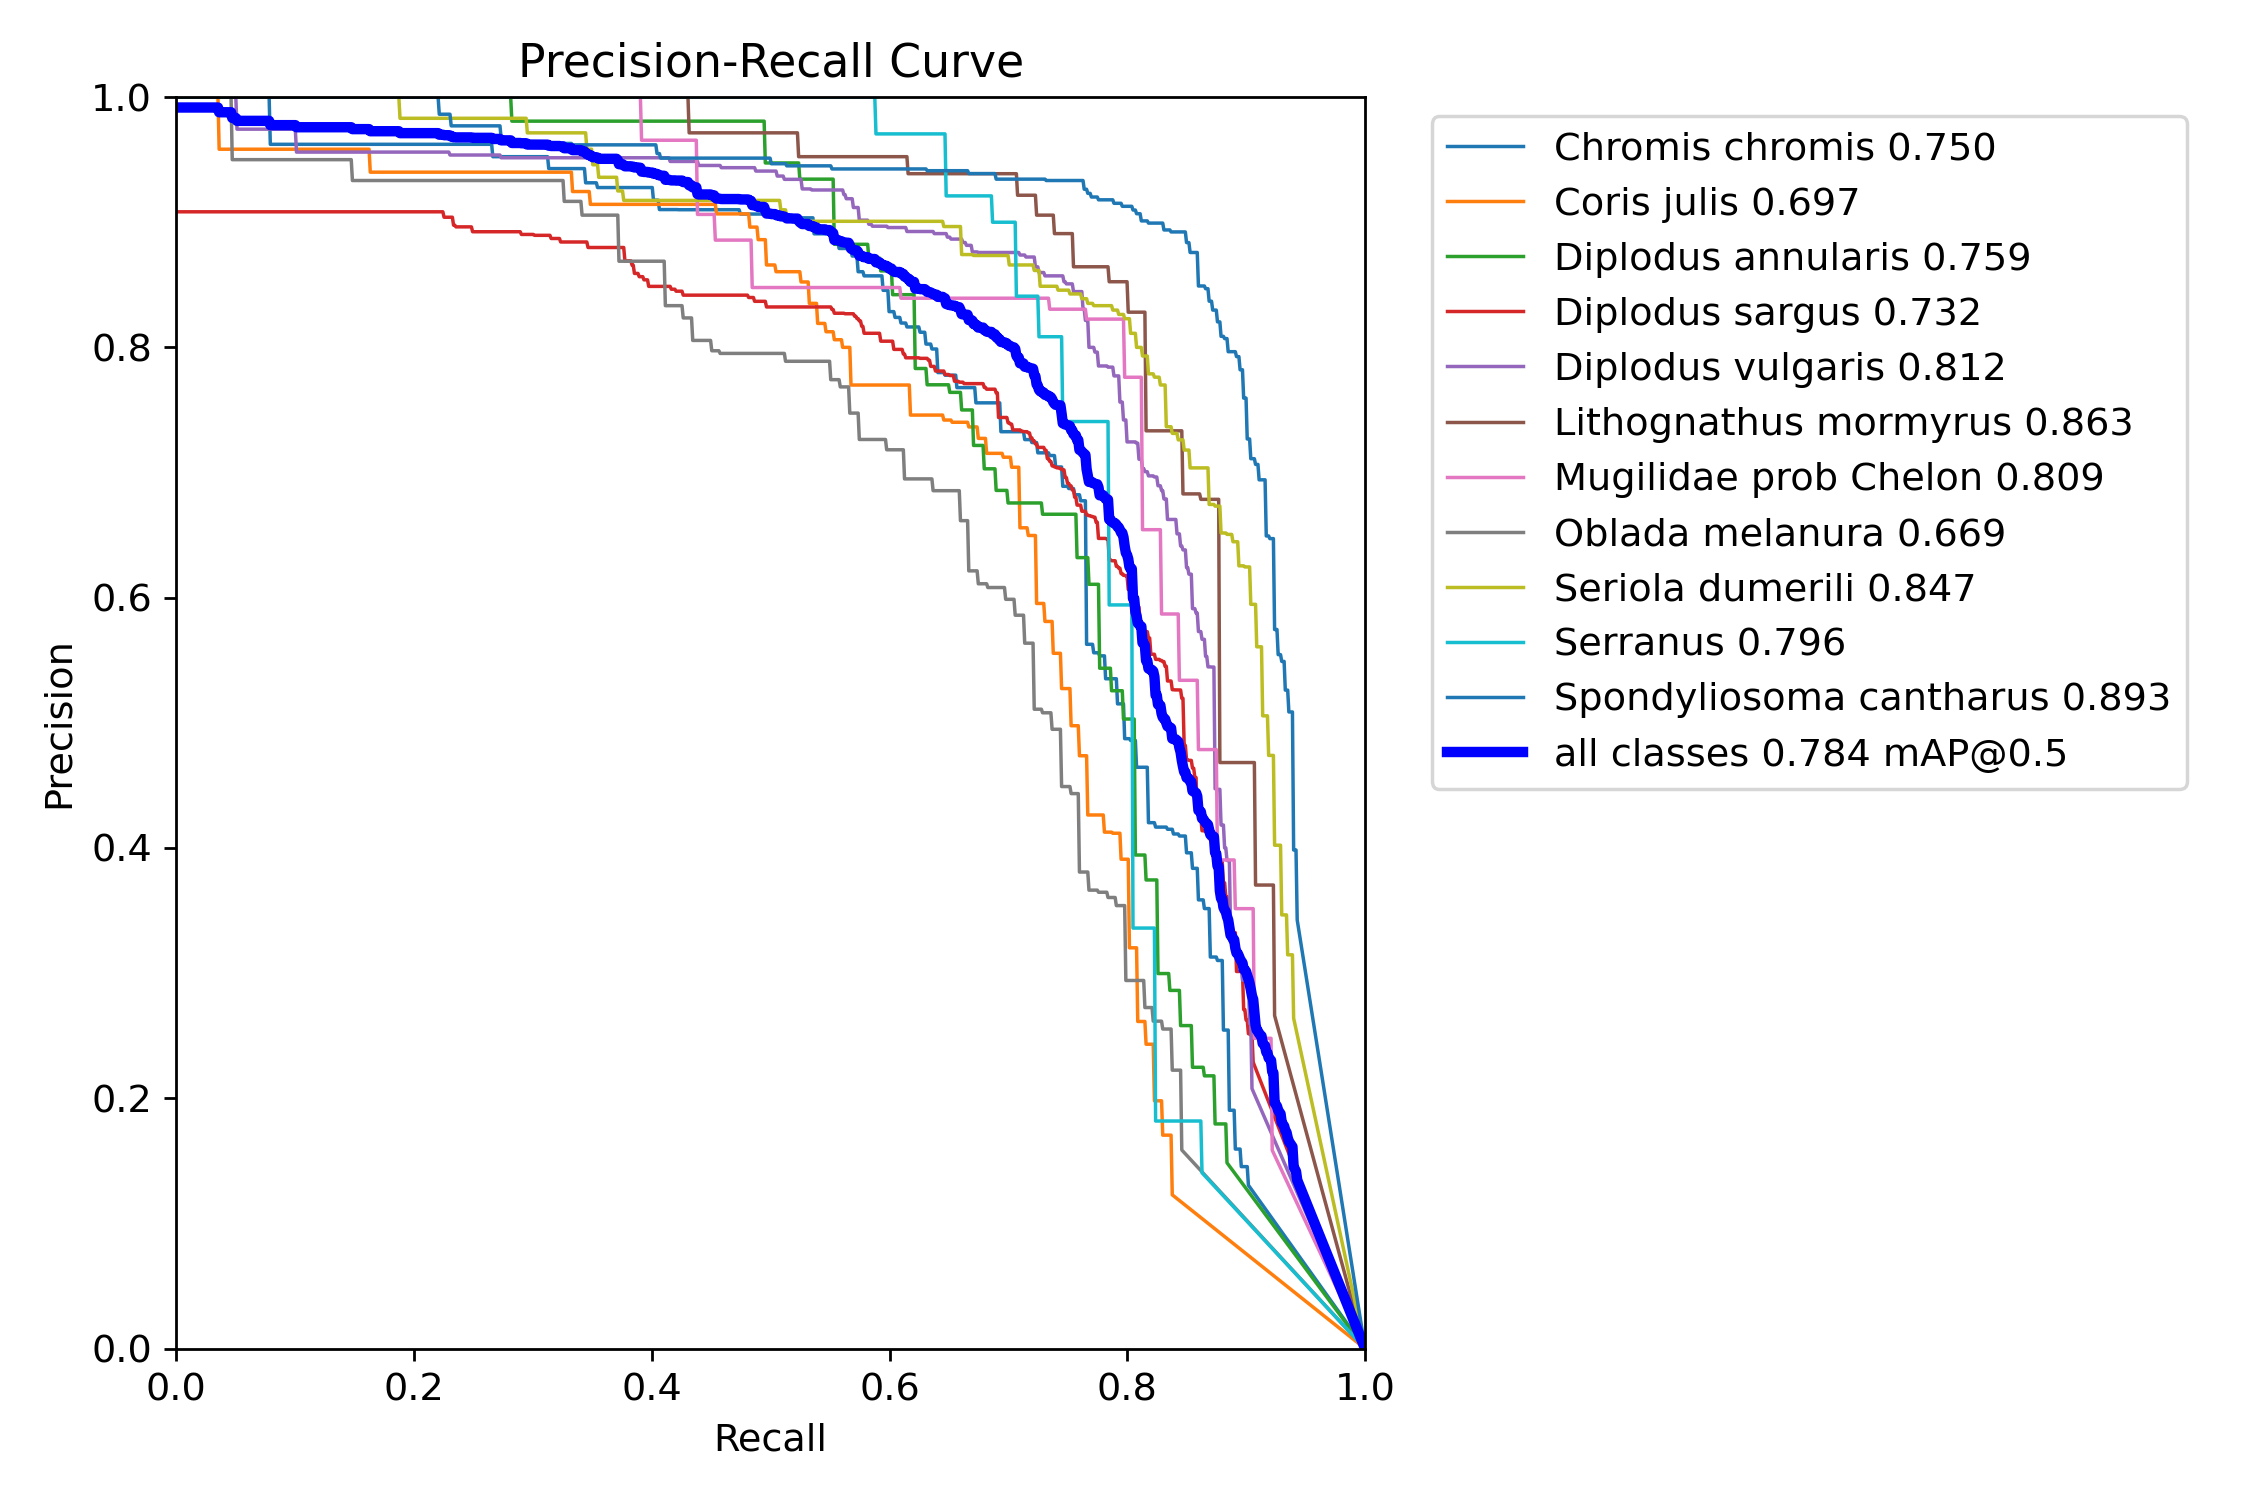 Precision-Recall Curve
1.0
0.8
0.6
0.4
0.2
0.0
Precision
0.0 0.2 0.4 0.6 0.8 1.0
Recall
Chromis chromis 0.750
Coris julis 0.697
Diplodus annularis 0.759
Diplodus sargus 0.732
Diplodus vulgaris 0.812
Lithognathus mormyrus 0.863
Mugilidae prob Chelon 0.809
Oblada melanura 0.669
Seriola dumerili 0.847
Serranus 0.796
Spondyliosoma cantharus 0.893
all classes 0.784 mAP@0.5